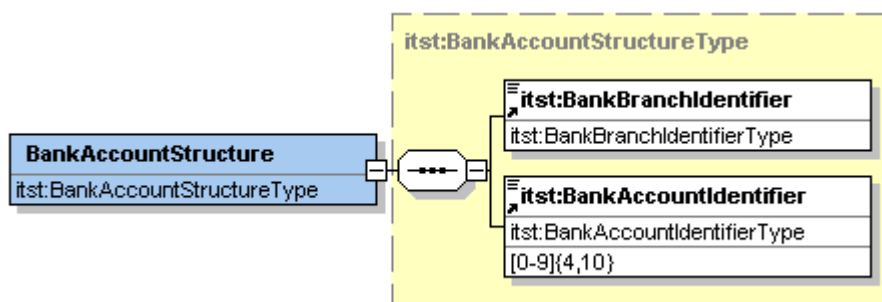 itst:BankAccountStructureType
itst:BankBranchIdentifier
itst:BankBranchIdentifierType
BankAccountStructure
itst:BankAccountStructureType
itst:BankAccountIdentifier
itst:BankAccountIdentifierType
[0-9]{4,10}